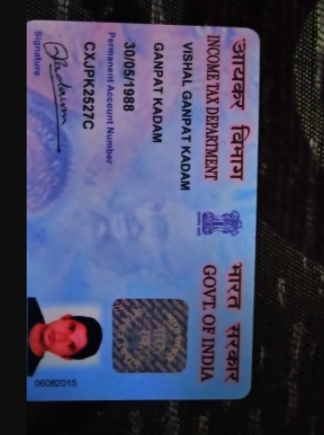 आयकर विभाग
INCOME TAX DEPARTMENT
भारत सरकार
GOVT. OF INDIA
VISHAL GANPAT KADAM
GANPAT KADAM
30/05/1988
Permanent Account Number
CXJPK2527C
Signature
06082015